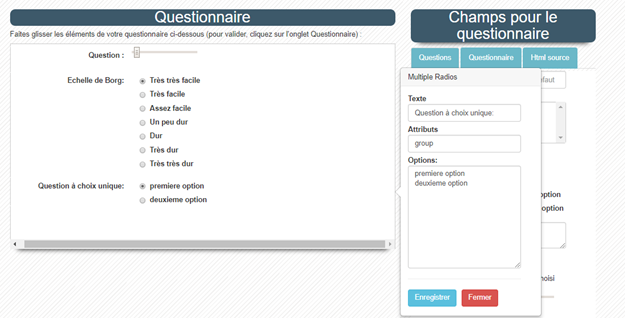 Questionnaire
Faites glisser les éléments de votre questionnaire ci-dessous (pour valider, cliquez sur l'onglet Questionnaire) :
Question :
Echelle de Borg:
Très très facile
Très facile
Assez facile
Un peu dur
Dur
Très dur
Très très dur
Question à choix unique:
premiere option
deuxieme option
Champs pour le
questionnaire
Questions
Questionnaire
Html source
Multiple Radios
Texte
Question à choix unique:
Attributs
group
Options:
premiere option
deuxieme option
Enregistrer
Fermer
efaut
option
option
hoisi